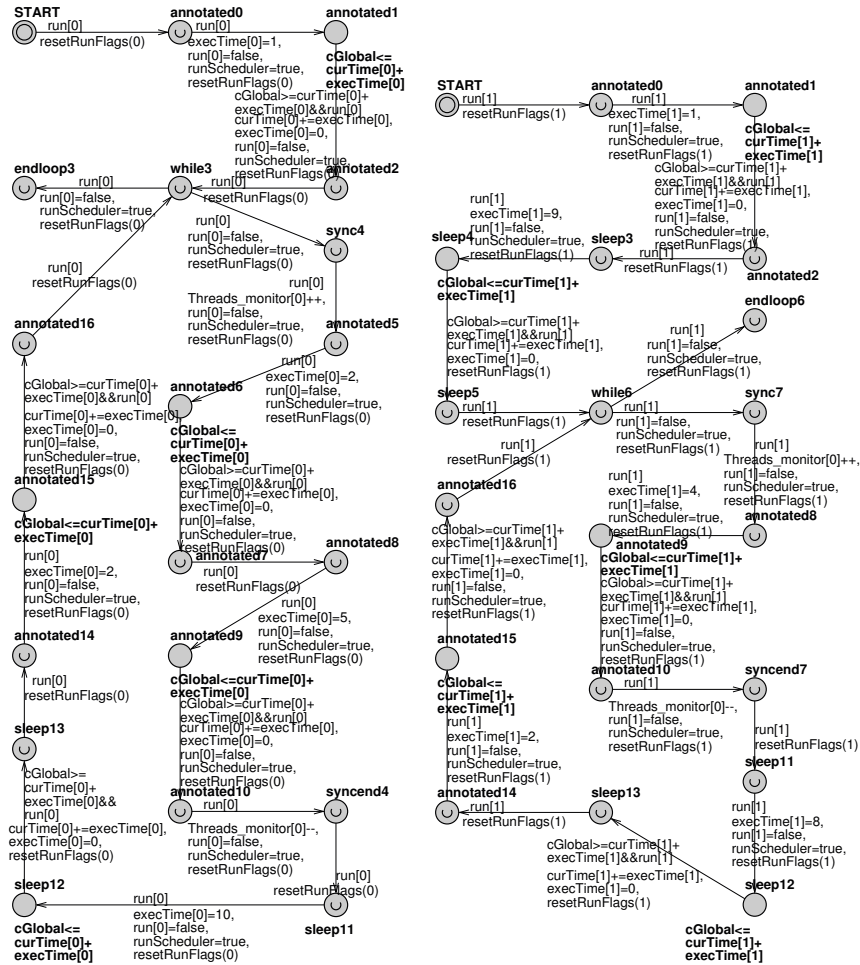 START
run[0]
resetRunFlags(0)
annotated0
run[0]
execTime[0]=1,
run[0]=false,
runScheduler=true,
resetRunFlags(0)
annotated1
cGlobal<=
curTime[0]+
execTime[0]
cGlobal>=curTime[0]+
execTime[0]&&run[0]
curTime[0]+=execTime[0],
execTime[0]=0,
run[0]=false,
runScheduler=true,
resetRunFlags(0)
annotated2
run[0]
resetRunFlags(0)
while3
endloop3
run[0]
run[0]=false,
runScheduler=true,
resetRunFlags(0)
run[0]
run[0]=false,
runScheduler=true,
resetRunFlags(0)
sync4
run[0]
Threads_monitor[0]++,
run[0]=false,
runScheduler=true,
resetRunFlags(0)
annotated5
run[0]
execTime[0]=2,
run[0]=false,
runScheduler=true,
resetRunFlags(0)
annotated6
cGlobal<=
curTime[0]+
execTime[0]
cGlobal>=curTime[0]+
execTime[0]&&run[0]
curTime[0]+=execTime[0],
execTime[0]=0,
run[0]=false,
runScheduler=true,
resetRunFlags(0)
annotated7
run[0]
resetRunFlags(0)
annotated8
run[0]
execTime[0]=5,
run[0]=false,
runScheduler=true,
resetRunFlags(0)
annotated9
cGlobal<=curTime[0]+
execTime[0]
cGlobal>=curTime[0]+
execTime[0]&&run[0]
curTime[0]+=execTime[0],
execTime[0]=0,
run[0]=false,
runScheduler=true,
resetRunFlags(0)
annotated10
run[0]
Threads_monitor[0]--,
run[0]=false,
runScheduler=true,
resetRunFlags(0)
syncend4
run[0]
resetRunFlags(0)
sleep11
run[0]
execTime[0]=10,
run[0]=false,
runScheduler=true,
resetRunFlags(0)
sleep12
cGlobal<=
curTime[0]+
execTime[0]
cGlobal>=
curTime[0]+
execTime[0]&&
run[0]
curTime[0]+=execTime[0],
execTime[0]=0,
resetRunFlags(0)
sleep13
run[0]
resetRunFlags(0)
annotated14
run[0]
execTime[0]=2,
run[0]=false,
runScheduler=true,
resetRunFlags(0)
annotated15
cGlobal<=curTime[0]+
execTime[0]
cGlobal>=curTime[0]+
execTime[0]&&run[0]
curTime[0]+=execTime[0],
execTime[0]=0,
run[0]=false,
runScheduler=true,
resetRunFlags(0)
annotated16
run[0]
resetRunFlags(0)
START
run[1]
resetRunFlags(1)
annotated0
run[1]
execTime[1]=1,
run[1]=false,
runScheduler=true,
resetRunFlags(1)
annotated1
cGlobal<=
curTime[1]+
execTime[1]
cGlobal>=curTime[1]+
execTime[1]&&run[1]
curTime[1]+=execTime[1],
execTime[1]=0,
run[1]=false,
runScheduler=true,
resetRunFlags(1)
annotated2
run[1]
resetRunFlags(1)
sleep3
run[1]
execTime[1]=9,
run[1]=false,
runScheduler=true,
resetRunFlags(1)
sleep4
cGlobal<=curTime[1]+
execTime[1]
cGlobal>=curTime[1]+
execTime[1]&&run[1]
curTime[1]+=execTime[1],
execTime[1]=0,
resetRunFlags(1)
sleep5
run[1]
resetRunFlags(1)
while6
run[1]
run[1]=false,
runScheduler=true,
resetRunFlags(1)
endloop6
run[1]
run[1]=false,
runScheduler=true,
resetRunFlags(1)
sync7
run[1]
Threads_monitor[0]++,
run[1]=false,
runScheduler=true,
resetRunFlags(1)
annotated8
run[1]
execTime[1]=4,
run[1]=false,
runScheduler=true,
resetRunFlags(1)
annotated9
cGlobal<=curTime[1]+
execTime[1]
cGlobal>=curTime[1]+
execTime[1]&&run[1]
curTime[1]+=execTime[1],
execTime[1]=0,
run[1]=false,
runScheduler=true,
resetRunFlags(1)
annotated10
run[1]
Threads_monitor[0]--,
run[1]=false,
runScheduler=true,
resetRunFlags(1)
syncend7
run[1]
resetRunFlags(1)
sleep11
run[1]
execTime[1]=8,
run[1]=false,
runScheduler=true,
resetRunFlags(1)
sleep12
cGlobal<=
curTime[1]+
execTime[1]
cGlobal>=curTime[1]+
execTime[1]&&run[1]
curTime[1]+=execTime[1],
execTime[1]=0,
resetRunFlags(1)
sleep13
run[1]
resetRunFlags(1)
annotated14
run[1]
execTime[1]=2,
run[1]=false,
runScheduler=true,
resetRunFlags(1)
annotated15
cGlobal<=
curTime[1]+
execTime[1]
cGlobal>=curTime[1]+
execTime[1]&&run[1]
curTime[1]+=execTime[1],
execTime[1]=0,
run[1]=false,
runScheduler=true,
resetRunFlags(1)
annotated16
run[1]
resetRunFlags(1)